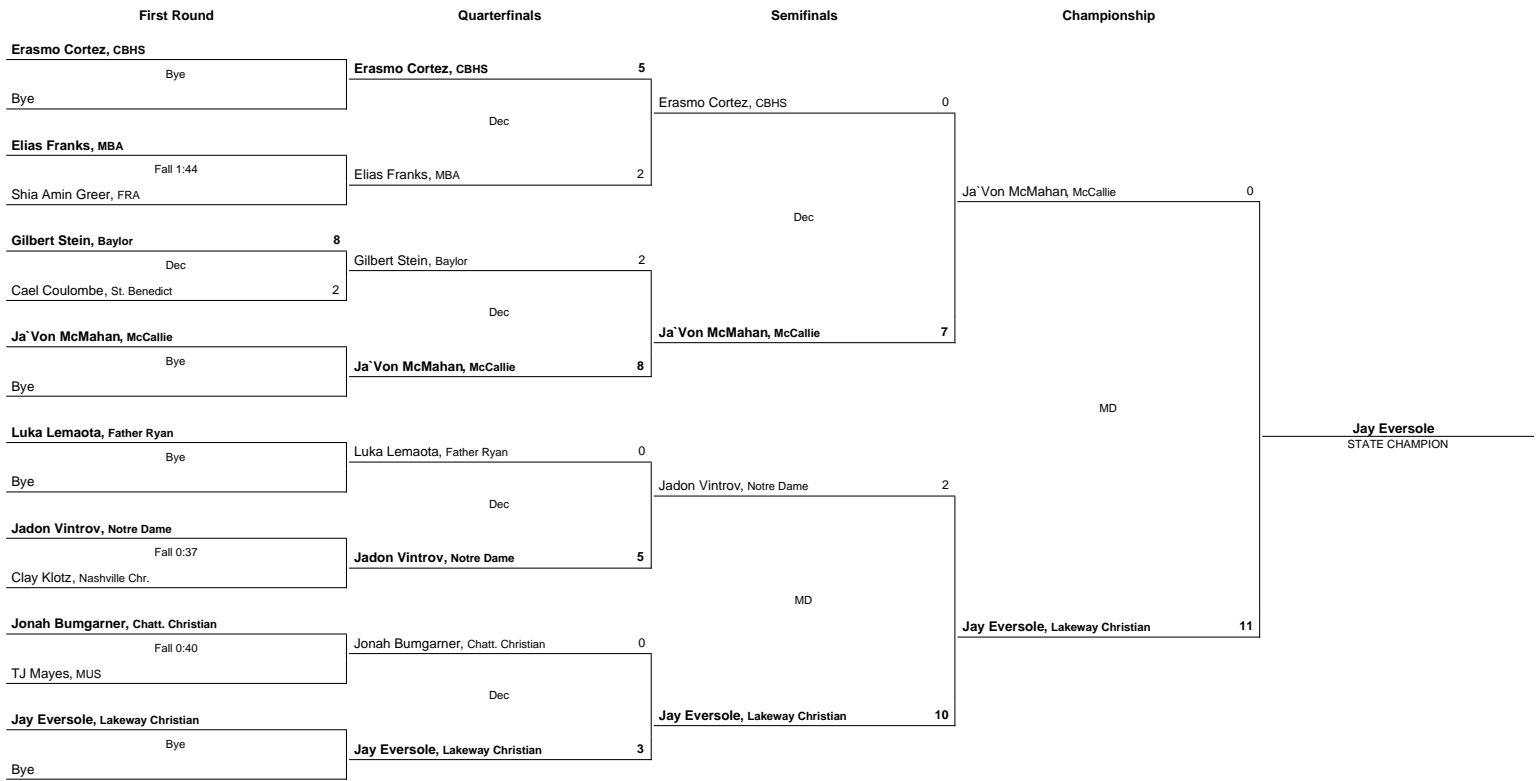 First Round Quarterfinals Semifinals Championship
Erasmo Cortez, CBHS
Bye
Bye
Elias Franks, MBA
Fall 1:44
Shia Amin Greer, FRA
Gilbert Stein, Baylor 8
Dec
Cael Coulombe, St. Benedict 2
Ja`Von McMahan, McCallie
Bye
Bye
Luka Lemaota, Father Ryan
Bye
Bye
Jadon Vintrov, Notre Dame
Fall 0:37
Clay Klotz, Nashville Chr.
Jonah Bumgarner, Chatt. Christian
Fall 0:40
TJ Mayes, MUS
Jay Eversole, Lakeway Christian
Bye
Bye
Erasmo Cortez, CBHS 5
Dec
Elias Franks, MBA 2
Gilbert Stein, Baylor 2
Dec
Ja`Von McMahan, McCallie 8
Luka Lemaota, Father Ryan 0
Dec
Jadon Vintrov, Notre Dame 5
Jonah Bumgarner, Chatt. Christian 0
Dec
Jay Eversole, Lakeway Christian 3
Erasmo Cortez, CBHS 0
Dec
Ja`Von McMahan, McCallie 7
Jadon Vintrov, Notre Dame 2
MD
Jay Eversole, Lakeway Christian 10
Ja`Von McMahan, McCallie 0
MD
Jay Eversole, Lakeway Christian 11
Jay Eversole
STATE CHAMPION